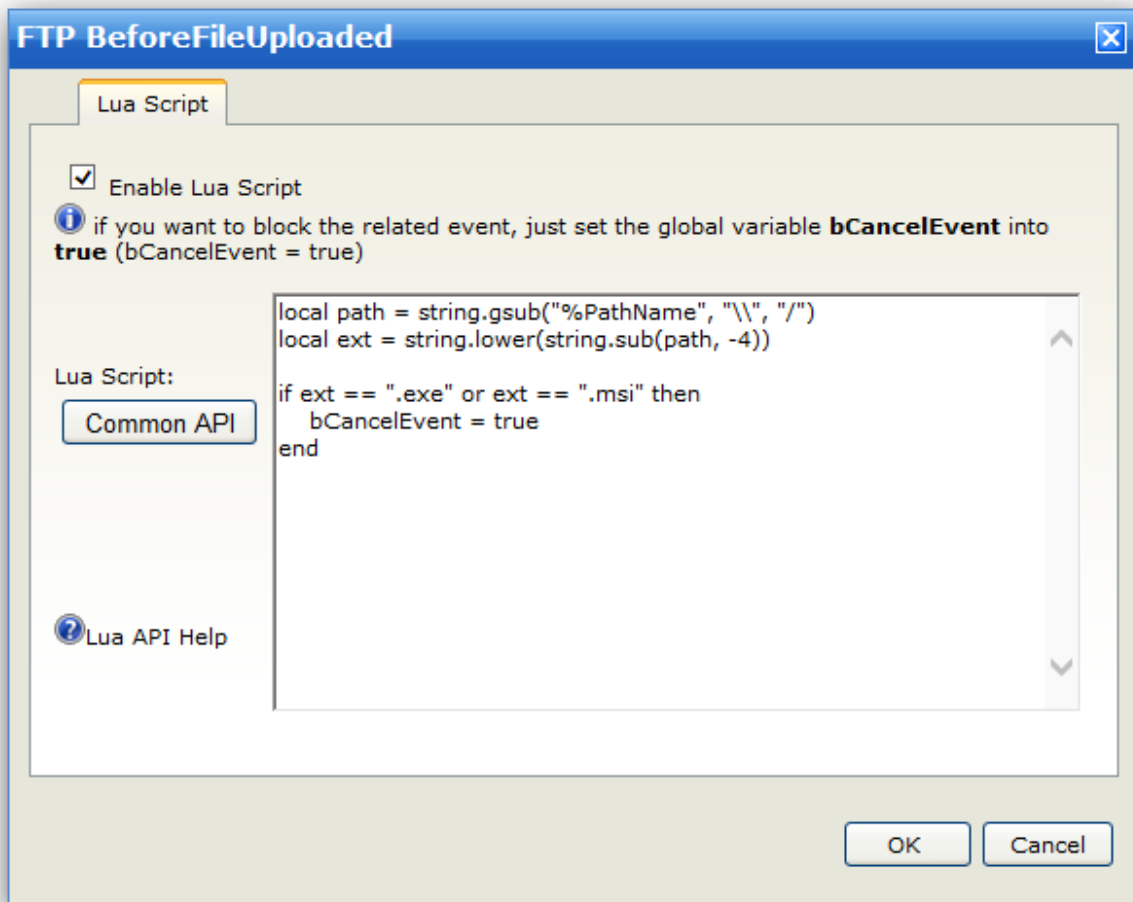 FTP BeforeFileUploaded
Lua Script
Enable Lua Script
if you want to block the related event, just set the global variable bCancelEvent into
true (bCancelEvent = true)
local path = string.gsub("%PathName", "\\", "/")
local ext = string.lower(string.sub(path, -4))
if ext == ".exe" or ext == ".msi" then
bCancelEvent = true
end
Lua Script:
Common API
Lua API Help
OK
Cancel